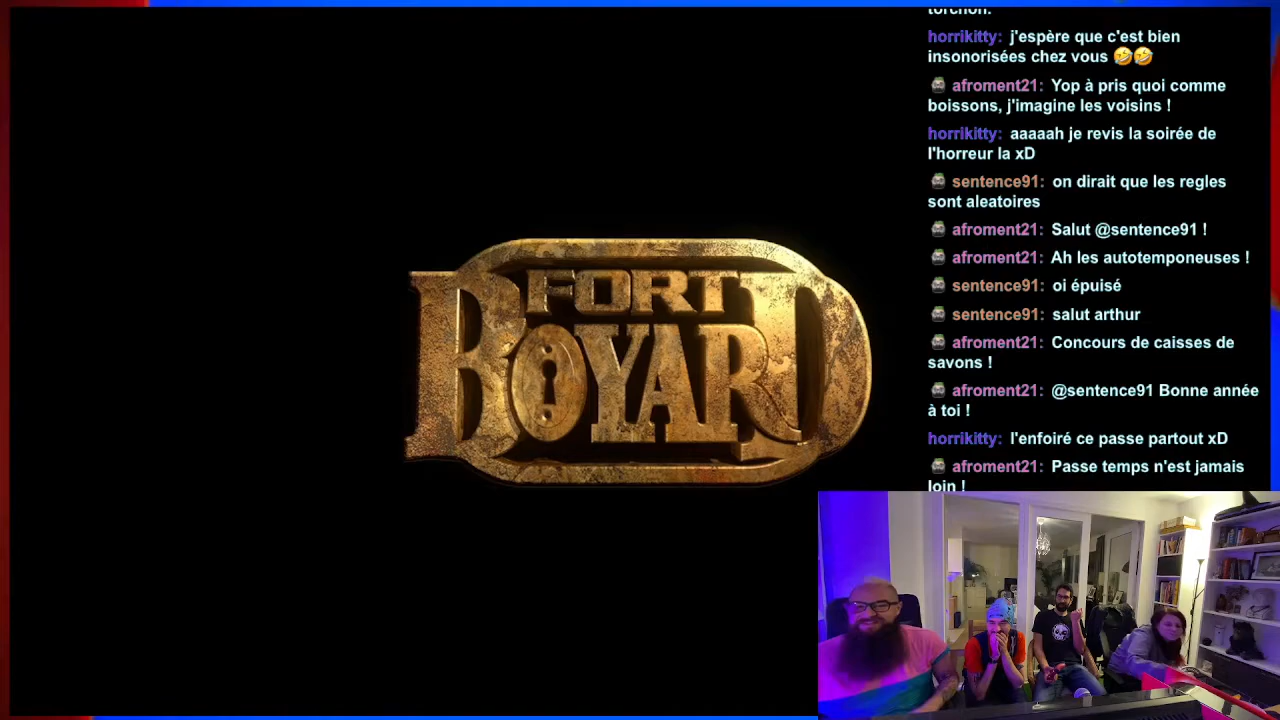 torchon.
horrikitty: j'espère que c'est bien
insonorisées chez vous 🤣🤣
afroment21: Yop à pris quoi comme
boissons, j'imagine les voisins !
horrikitty: aaaaah je revis la soirée de
l'horreur la xD
sentence91: on dirait que les regles
sont aleatoires
afroment21: Salut @sentence91 !
afroment21: Ah les autotemponeuses !
sentence91: oi épuisé
sentence91: salut arthur
afroment21: Concours de caisses de
savons !
afroment21: @sentence91 Bonne année
à toi !
horrikitty: l'enfoiré ce passe partout xD
afroment21: Passe temps n'est jamais
loin !
FORT
BOYARD